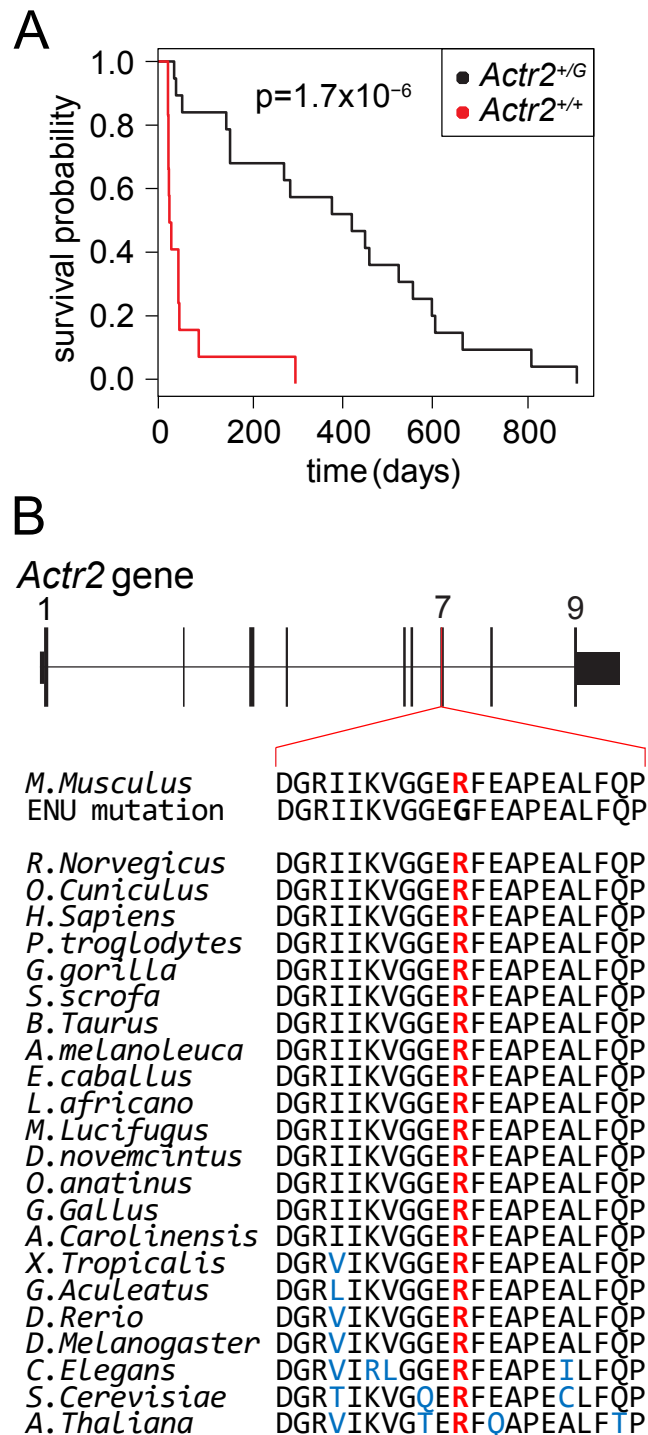 A
survival probability
1.0
0.8
0.6
0.4
0.2
0.0
p=1.7x10⁻⁶
Actr2⁺/ᴳ
Actr2⁺/⁺
0 200 400 600 800
time (days)
B
Actr2 gene
1 7 9
M.Musculus DGRIIKVGGERFEAPEALFQP
ENU mutation DGRIIKVGGEGFEAPEALFQP
R.Norvegicus DGRIIKVGGERFEAPEALFQP
O.Cuniculus DGRIIKVGGERFEAPEALFQP
H.Sapiens DGRIIKVGGERFEAPEALFQP
P.troglodytes DGRIIKVGGERFEAPEALFQP
G.gorilla DGRIIKVGGERFEAPEALFQP
S.scrofa DGRIIKVGGERFEAPEALFQP
B.Taurus DGRIIKVGGERFEAPEALFQP
A.melanoleuca DGRIIKVGGERFEAPEALFQP
E.caballus DGRIIKVGGERFEAPEALFQP
L.africano DGRIIKVGGERFEAPEALFQP
M.Lucifugus DGRIIKVGGERFEAPEALFQP
D.novemcintus DGRIIKVGGERFEAPEALFQP
O.anatinus DGRIIKVGGERFEAPEALFQP
G.Gallus DGRIIKVGGERFEAPEALFQP
A.Carolinensis DGRIIKVGGERFEAPEALFQP
X.Tropicalis DGRVIKVGGERFEAPEALFQP
G.Aculeatus DGRLIKVGGERFEAPEALFQP
D.Rerio DGRVIKVGGERFEAPEALFQP
D.Melanogaster DGRVIKVGGERFEAPEALFQP
C.Elegans DGRVIRLGGERFEAPEILFQP
S.Cerevisiae DGRTIKVGQERFEAPECLFQP
A.Thaliana DGRVIKVGTERFQAPEALFTP